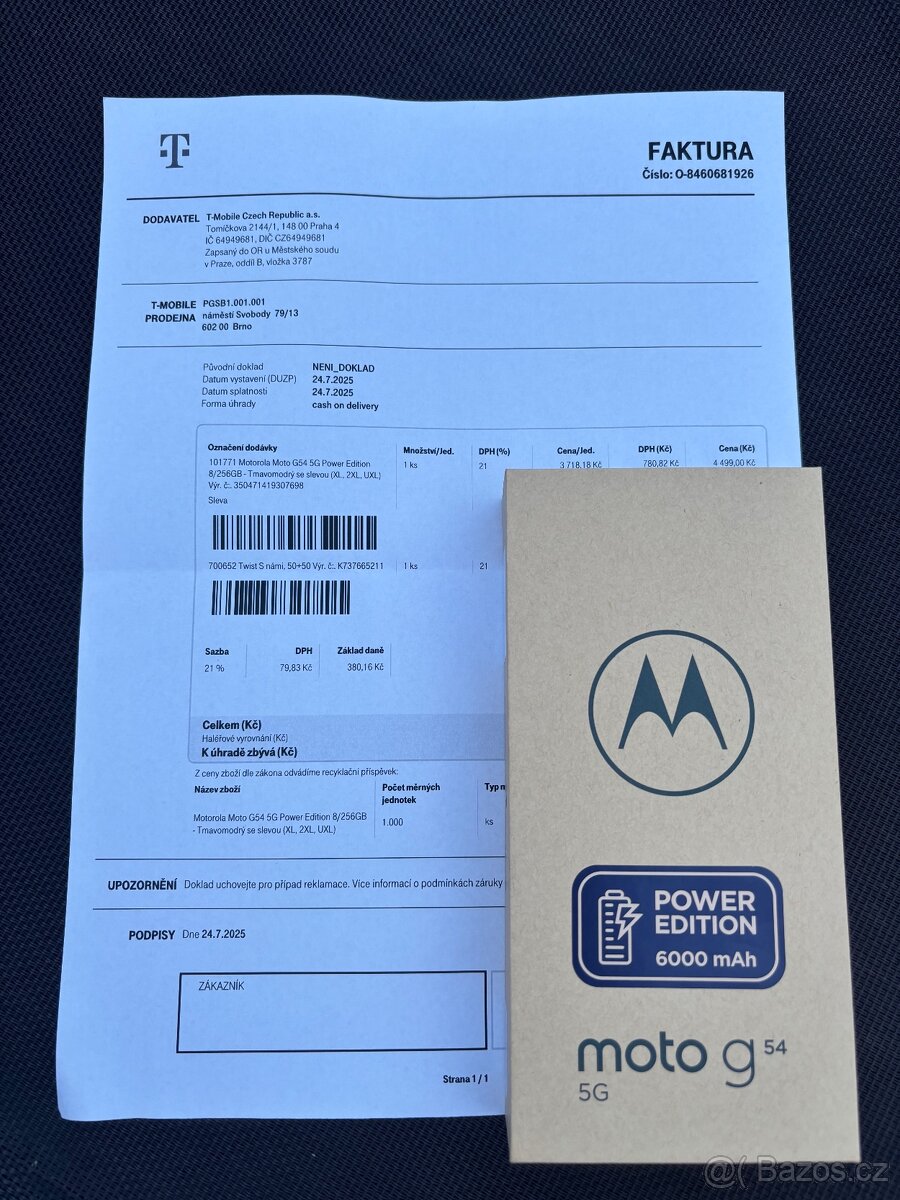 T
FAKTURA
Číslo: O-8460681926
DODAVATEL T-Mobile Czech Republic a.s.
Tomíčkova 2144/1, 148 00 Praha 4
IČ 64949681, DIČ CZ64949681
Zapsaný do OR u Městského soudu
v Praze, oddíl B, vložka 3787
T-MOBILE PRODEJNA
PGSB1.001.001
náměstí Svobody 79/13
602 00 Brno
Původní doklad NENI_DOKLAD
Datum vystavení (DUZP) 24.7.2025
Datum splatnosti 24.7.2025
Forma úhrady cash on delivery
Označení dodávky Množství/Jed. DPH (%) Cena/Jed. DPH (Kč) Cena (Kč)
101771 Motorola Moto G54 5G Power Edition 1 ks 21 3 718,18 Kč 780,82 Kč 4 499,00 Kč
8/256GB - Tmavomodrý se slevou (XL, 2XL, UXL)
Výr. č.: 350471419307698
Sleva
700652 Twist S námi, 50+50 Výr. č.: K737665211 1 ks 21
Sazba DPH Základ daně
21 % 79,83 Kč 380,16 Kč
Celkem (Kč)
Haléřové vyrovnání (Kč)
K úhradě zbývá (Kč)
Z ceny zboží dle zákona odvádíme recyklační příspěvek:
Název zboží Počet měrných Typ
jednotek
Motorola Moto G54 5G Power Edition 8/256GB 1.000 ks
- Tmavomodrý se slevou (XL, 2XL, UXL)
UPOZORNĚNÍ Doklad uchovejte pro případ reklamace. Více informací o podmínkách záruky
PODPISY Dne 24.7.2025
ZÁKAZNÍK
Strana 1 / 1
POWER
EDITION
6000 mAh
moto g 54
5G
@( Bazos.cz